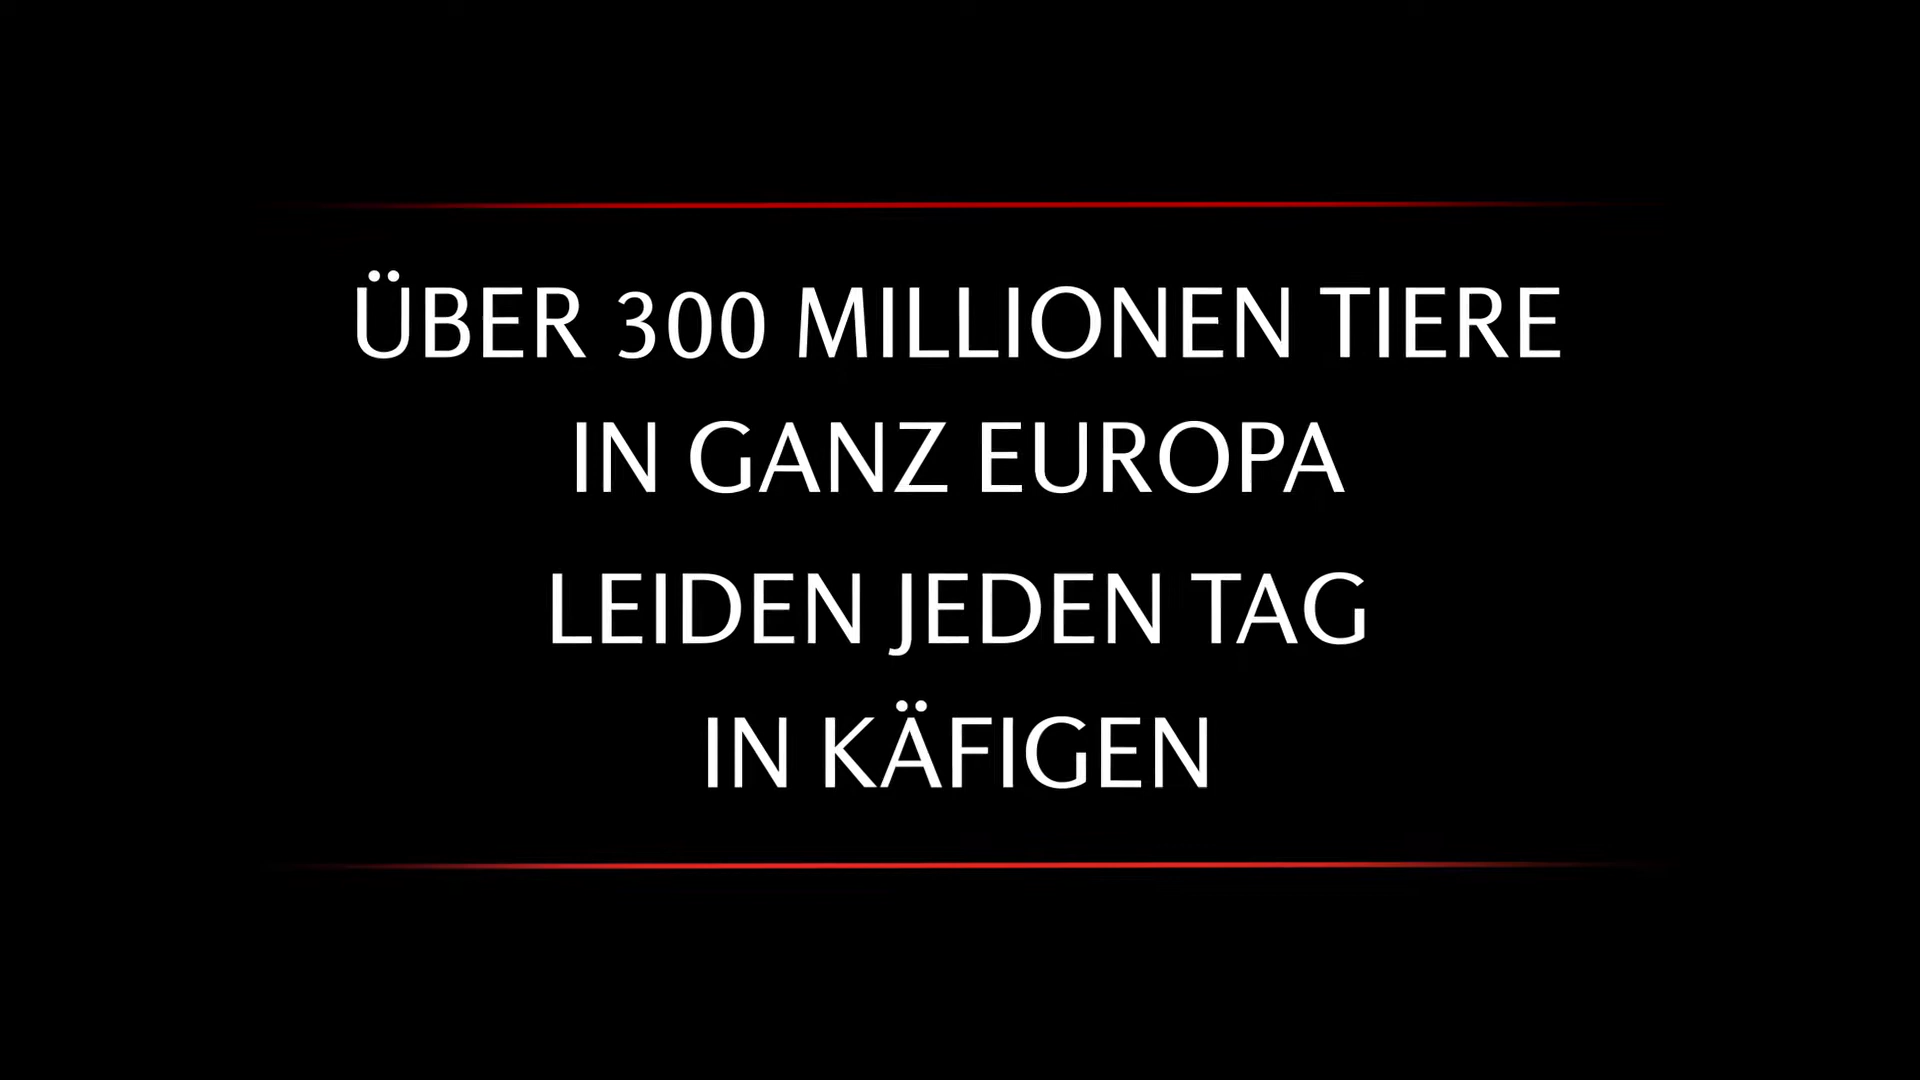 ÜBER 300 MILLIONEN TIERE
IN GANZ EUROPA
LEIDEN JEDEN TAG
IN KÄFIGEN